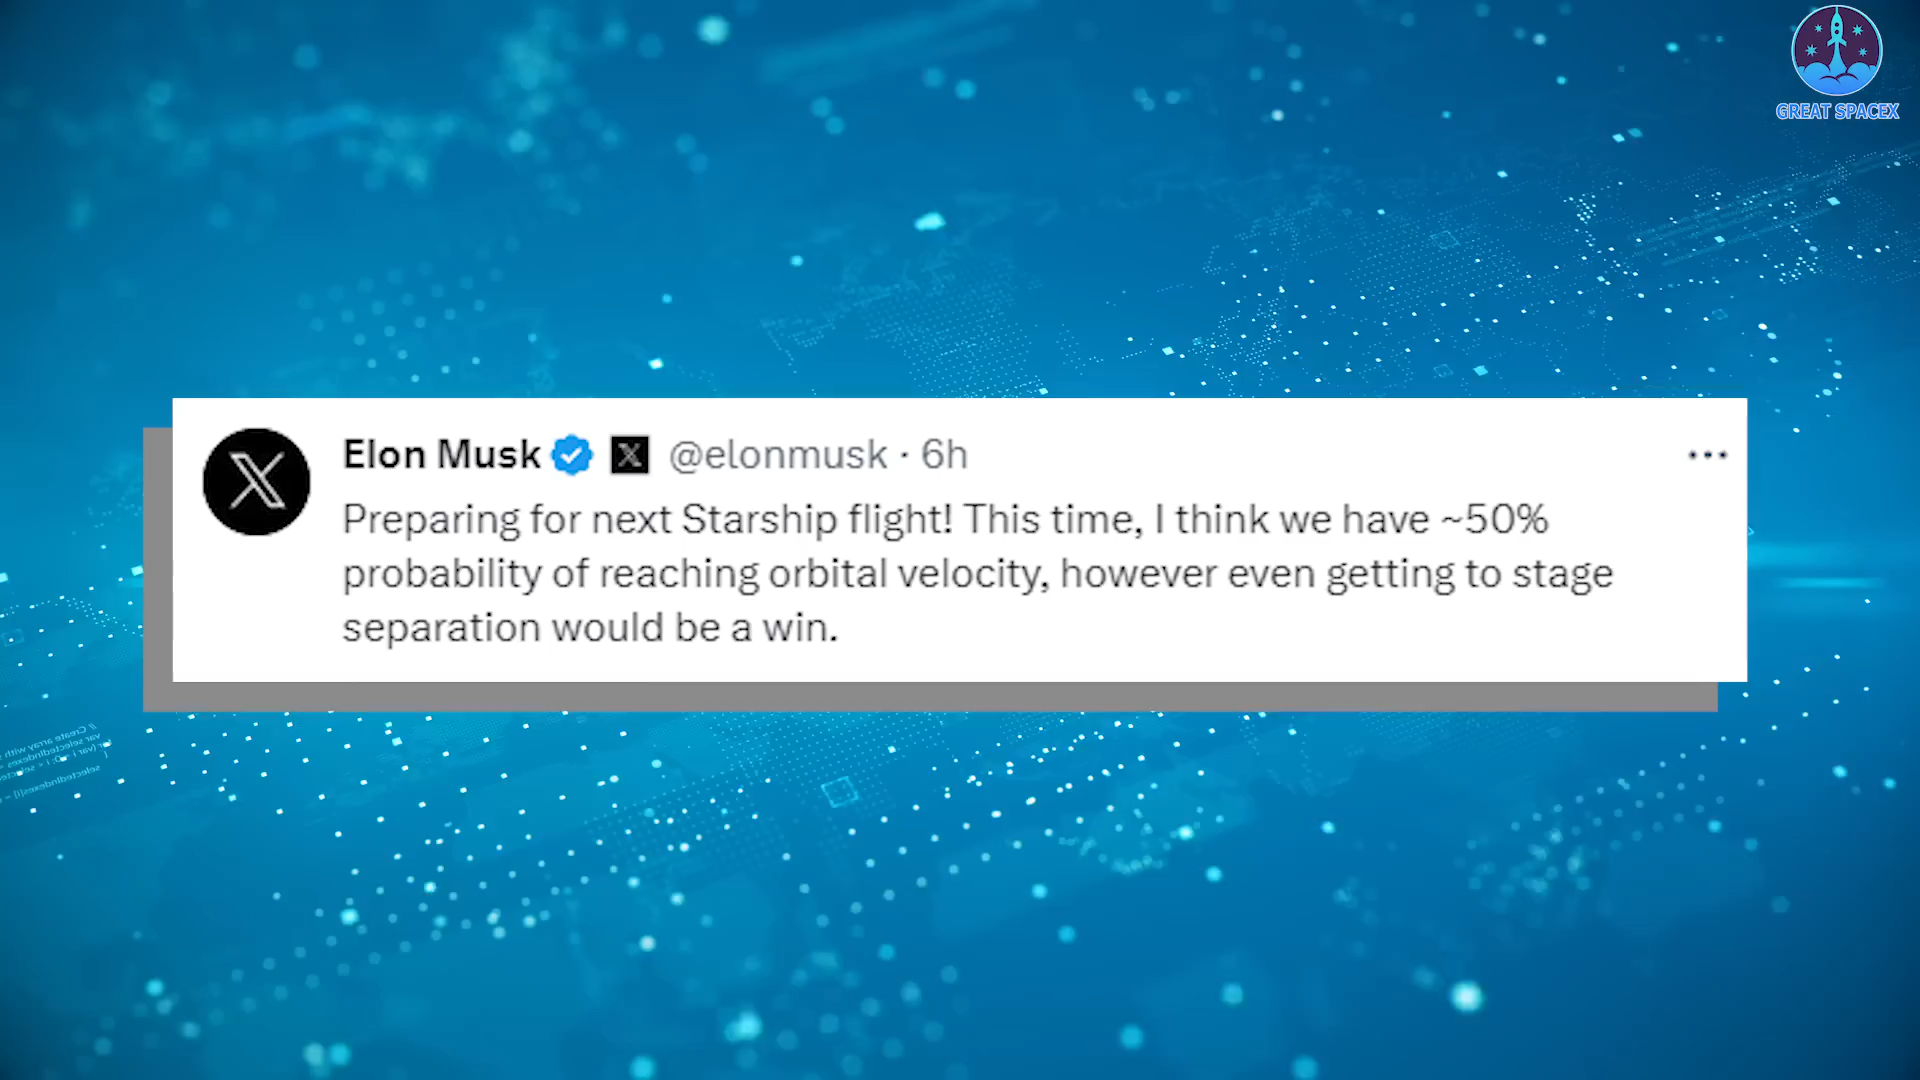 GREAT SPACEX
Elon Musk @elonmusk · 6h
Preparing for next Starship flight! This time, I think we have ~50%
probability of reaching orbital velocity, however even getting to stage
separation would be a win.